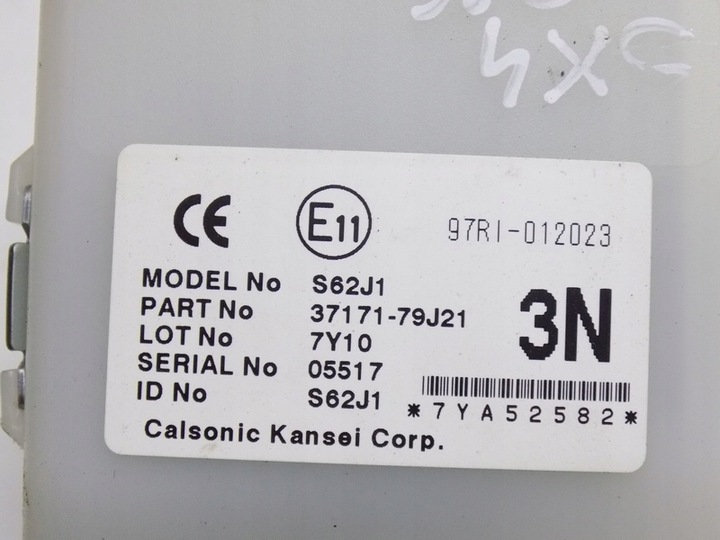 CE E11 97RI-012023
MODEL No S62J1
PART No 37171-79J21
LOT No 7Y10
SERIAL No 05517
ID No S62J1
3N
*7YA52582*
Calsonic Kansei Corp.